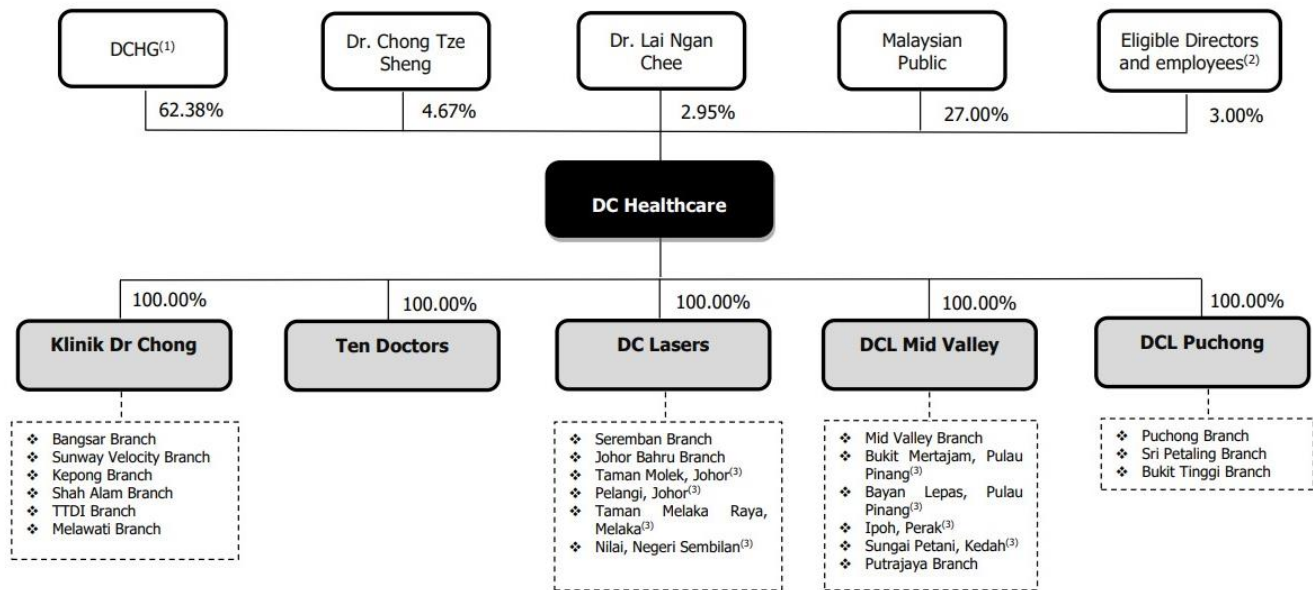 DCHG(1)
Dr. Chong Tze
Sheng
Dr. Lai Ngan
Chee
Malaysian
Public
Eligible Directors
and employees(2)
62.38%
4.67%
2.95%
27.00%
3.00%
DC Healthcare
100.00%
100.00%
100.00%
100.00%
100.00%
Klinik Dr Chong
Ten Doctors
DC Lasers
DCL Mid Valley
DCL Puchong
❖ Bangsar Branch
❖ Sunway Velocity Branch
❖ Kepong Branch
❖ Shah Alam Branch
❖ TTDI Branch
❖ Melawati Branch
❖ Seremban Branch
❖ Johor Bahru Branch
❖ Taman Molek, Johor(3)
❖ Pelangi, Johor(3)
❖ Taman Melaka Raya,
Melaka(3)
❖ Nilai, Negeri Sembilan(3)
❖ Mid Valley Branch
❖ Bukit Mertajam, Pulau
Pinang(3)
❖ Bayan Lepas, Pulau
Pinang(3)
❖ Ipoh, Perak(3)
❖ Sungai Petani, Kedah(3)
❖ Putrajaya Branch
❖ Puchong Branch
❖ Sri Petaling Branch
❖ Bukit Tinggi Branch